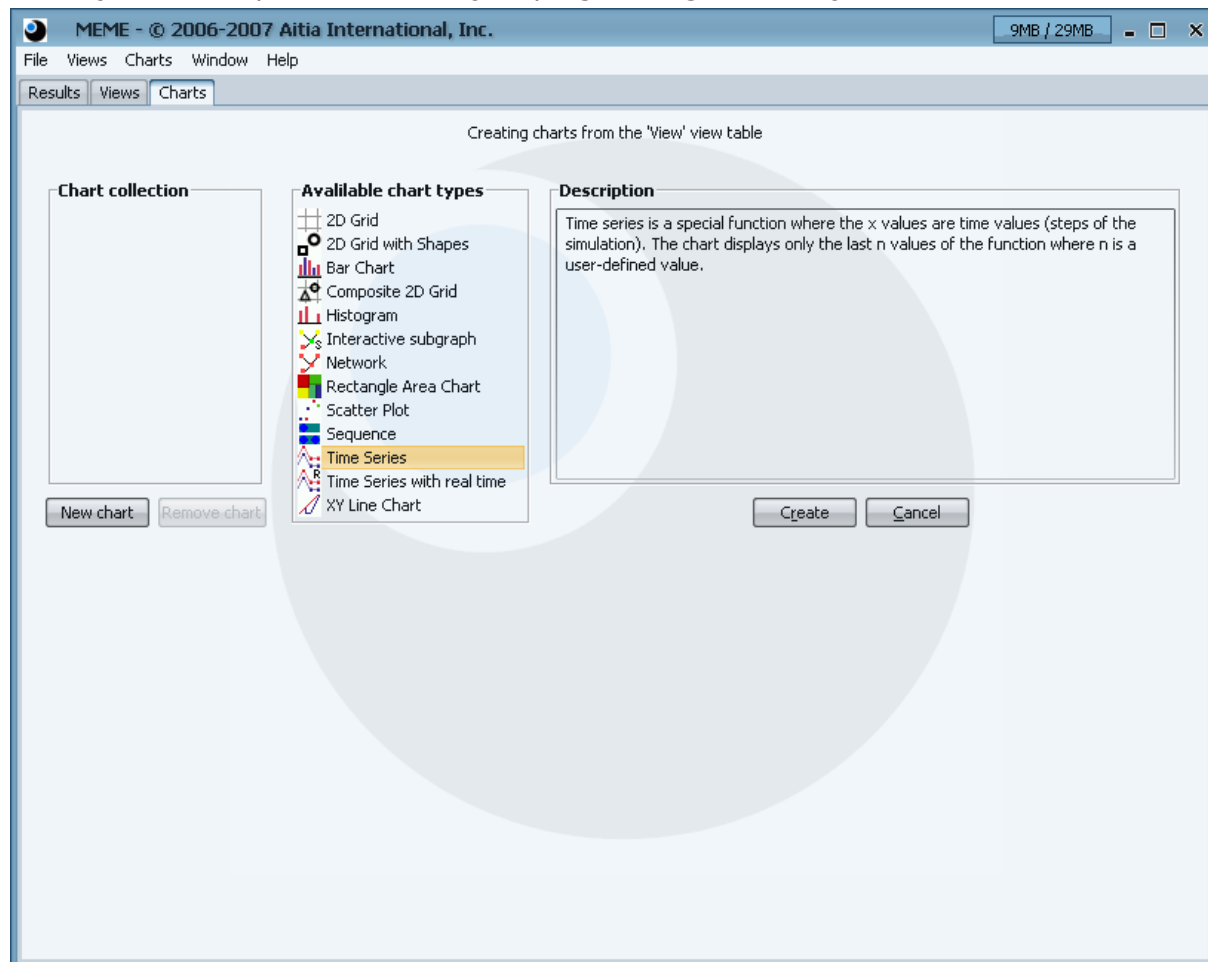 MEME - © 2006-2007 Aitia International, Inc.
9MB / 29MB
File Views Charts Window Help
Results Views Charts
Creating charts from the 'View' view table
Chart collection
Avalilable chart types
2D Grid
2D Grid with Shapes
Bar Chart
Composite 2D Grid
Histogram
Interactive subgraph
Network
Rectangle Area Chart
Scatter Plot
Sequence
Time Series
Time Series with real time
XY Line Chart
Description
Time series is a special function where the x values are time values (steps of the
simulation). The chart displays only the last n values of the function where n is a
user-defined value.
New chart Remove chart
Create Cancel